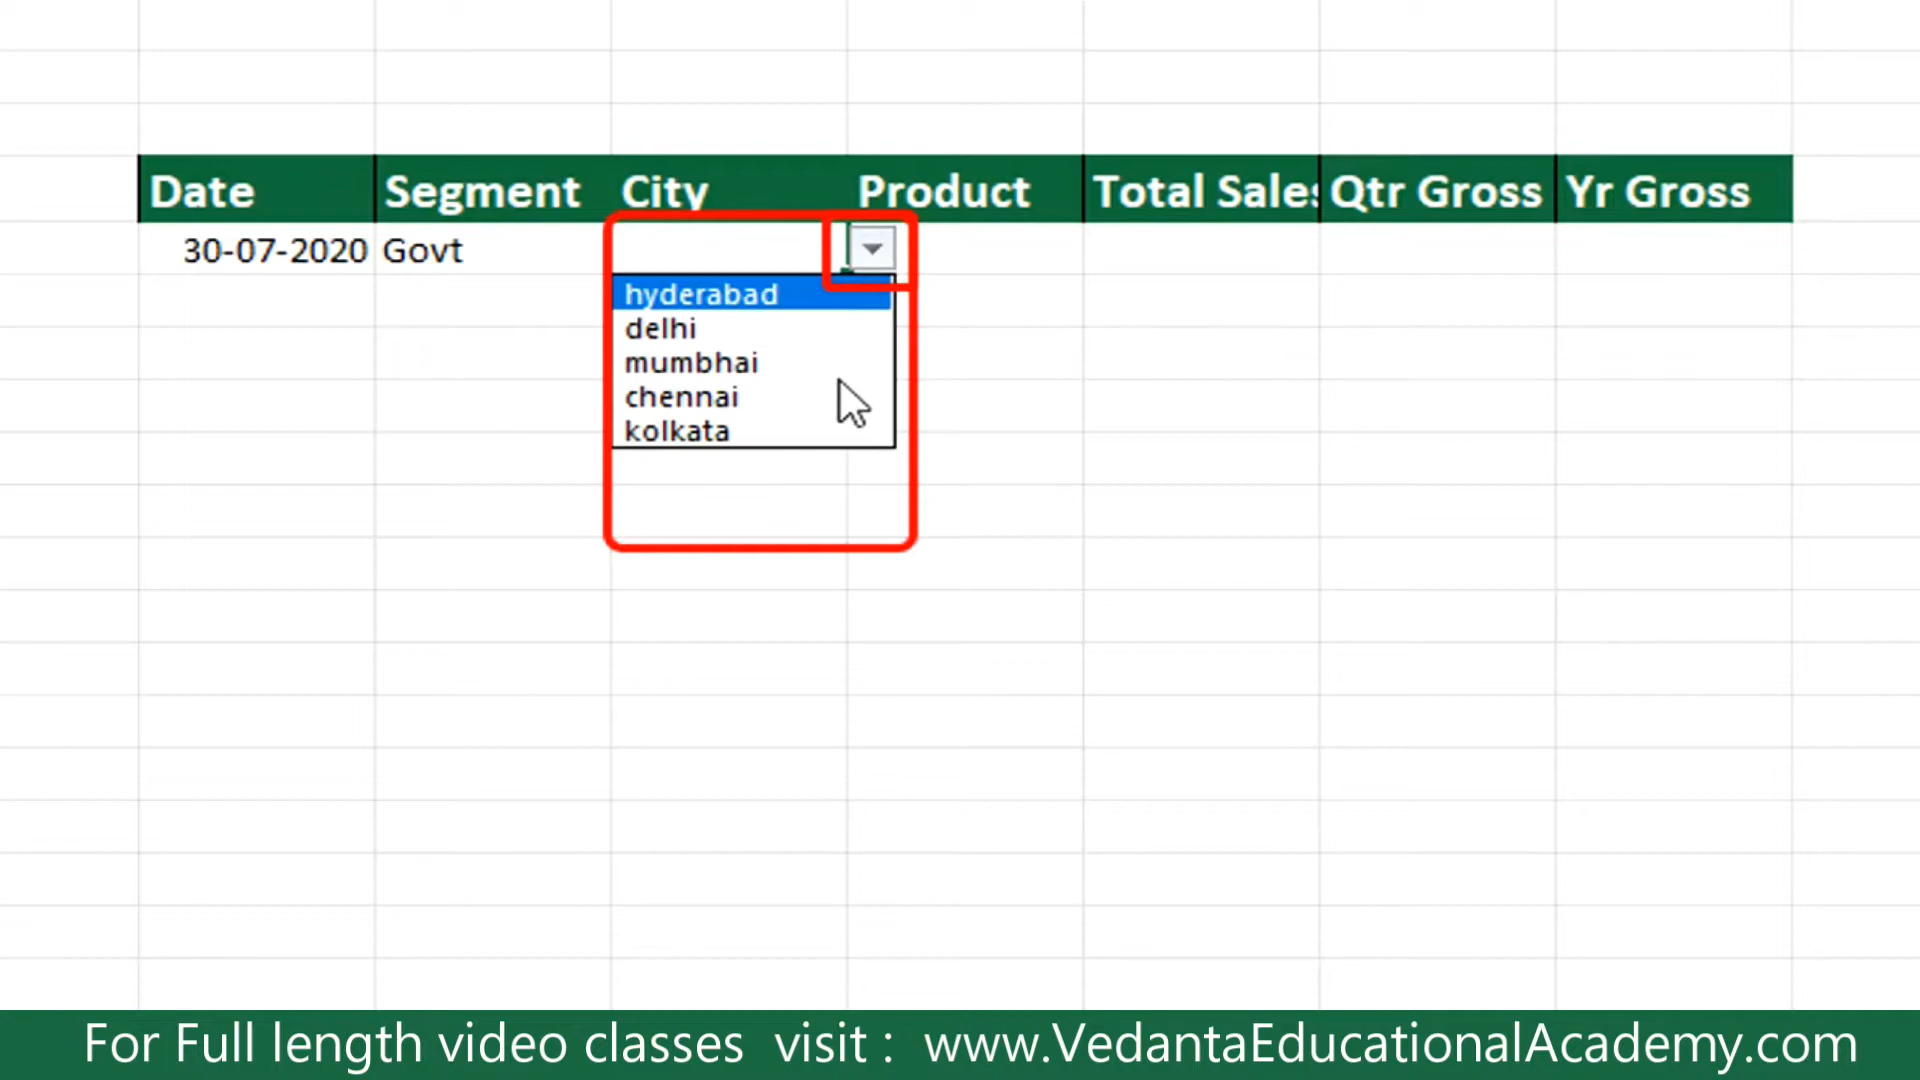 Date Segment City Product Total Sales Qtr Gross Yr Gross
30-07-2020 Govt
hyderabad
delhi
mumbhai
chennai
kolkata
For Full length video classes visit : www.VedantaEducationalAcademy.com